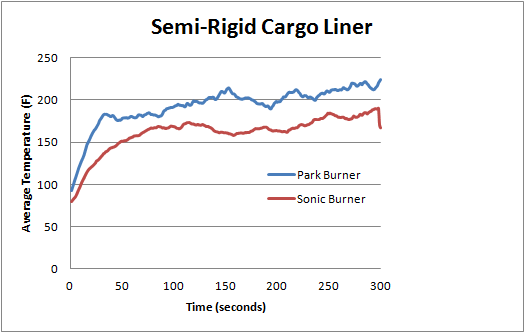 Semi-Rigid Cargo Liner
Average Temperature (F)
250
200
150
100
50
0
Park Burner
Sonic Burner
0 50 100 150 200 250 300
Time (seconds)